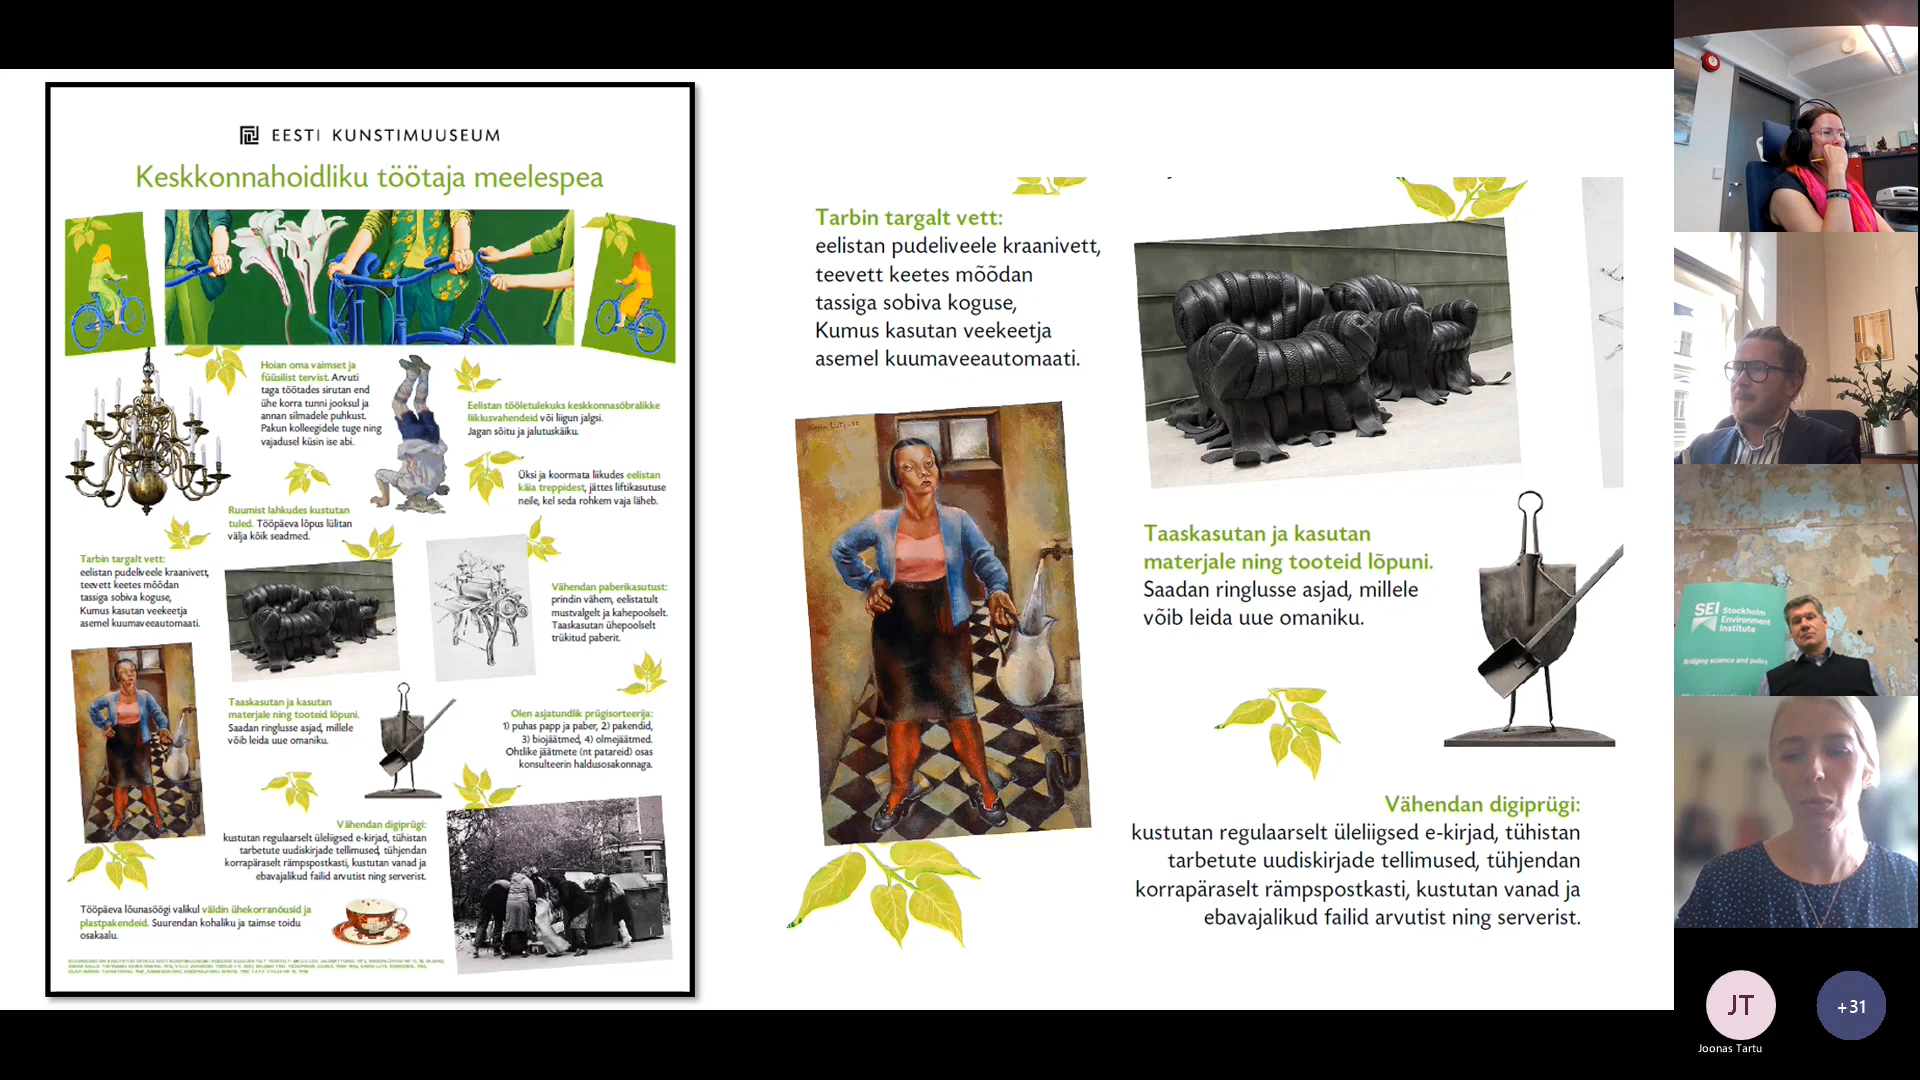 EESTI KUNSTIMUUSEUM
Keskkonnahoidliku töötaja meelespea
Hoian oma vaimset ja
füüsilist tervist. Arvuti
taga töötades sirutan end
ühe korra tunni jooksul ja
annan silmadele puhkust.
Pakun kolleegidele tuge ning
vajadusel küsin ise abi.
Eelistan tööletulekuks keskkonnasõbralikke
liiklusvahendeid või liigun jalgsi.
Jagan sõitu ja jalutuskäiku.
Üksi ja koormata liikudes eelistan
käia treppidest, jättes liftikasutuse
neile, kel seda rohkem vaja läheb.
Ruumist lahkudes kustutan
tuled. Tööpäeva lõpus lülitan
välja kõik seadmed.
Tarbin targalt vett:
eelistan pudeliveele kraanivett,
teevett keetes mõõdan
tassiga sobiva koguse,
Kumus kasutan veekeetja
asemel kuumaveeautomaati.
Vähendan paberikasutust:
prindin vähem, eelistatult
mustvalgelt ja kahepoolselt.
Taaskasutan ühepoolselt
trükitud paberit.
Taaskasutan ja kasutan
materjale ning tooteid lõpuni.
Saadan ringlusse asjad, millele
võib leida uue omaniku.
Olen asjatundlik prügisorteerija:
1) puhas papp ja paber, 2) pakendid,
3) biojäätmed, 4) olmejäätmed.
Ohtlike jäätmete (nt patareid) osas
konsulteerin haldusosakonnaga.
Vähendan digiprügi:
kustutan regulaarselt üleliigsed e-kirjad, tühistan
tarbetute uudiskirjade tellimused, tühjendan
korrapäraselt rämpspostkasti, kustutan vanad ja
ebavajalikud failid arvutist ning serverist.
Tööpäeva lõunasöögi valikul väldin ühekorranõusid ja
plastpakendeid. Suurendan kohaliku ja taimse toidu
osakaalu.
Tarbin targalt vett:
eelistan pudeliveele kraanivett,
teevett keetes mõõdan
tassiga sobiva koguse,
Kumus kasutan veekeetja
asemel kuumaveeautomaati.
Taaskasutan ja kasutan
materjale ning tooteid lõpuni.
Saadan ringlusse asjad, millele
võib leida uue omaniku.
Vähendan digiprügi:
kustutan regulaarselt üleliigsed e-kirjad, tühistan
tarbetute uudiskirjade tellimused, tühjendan
korrapäraselt rämpspostkasti, kustutan vanad ja
ebavajalikud failid arvutist ning serverist.
SEI Stockholm
Environment
Institute
Bridging science and policy
JT
+31
Joonas Tartu